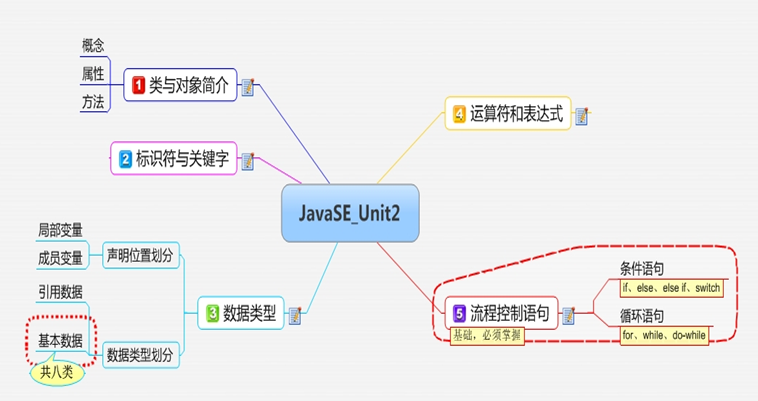 JavaSE_Unit2
1 类与对象简介
概念
属性
方法
2 标识符与关键字
3 数据类型
声明位置划分
局部变量
成员变量
数据类型划分
引用数据
基本数据
共八类
4 运算符和表达式
5 流程控制语句
基础，必须掌握
条件语句
if、else、else if、switch
循环语句
for、while、do-while